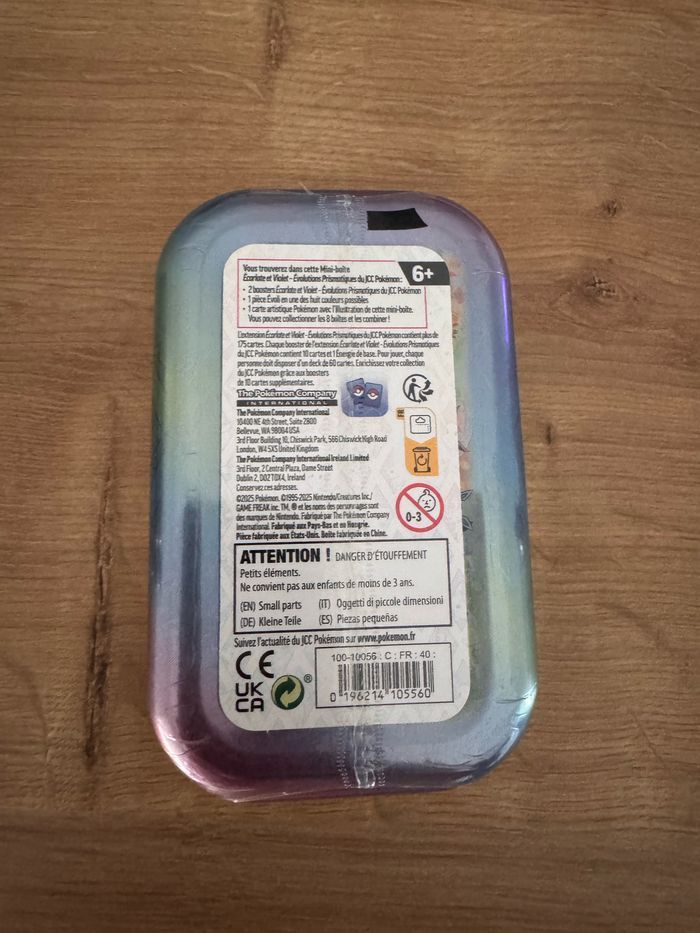 Vous trouverez dans cette Mini-boîte
Écarlate et Violet - Évolutions Prismatiques du JCC Pokémon :
6+
• 2 boosters Écarlate et Violet - Évolutions Prismatiques du JCC Pokémon
• 1 pièce Évoli en une des huit couleurs possibles
• 1 carte artistique Pokémon avec l'illustration de cette mini-boîte.
Vous pouvez collectionner les 8 boîtes et les combiner !
L'extension Écarlate et Violet - Évolutions Prismatiques du JCC Pokémon contient plus de
175 cartes. Chaque booster de l'extension Écarlate et Violet - Évolutions Prismatiques
du JCC Pokémon contient 10 cartes et 1 Énergie de base. Pour jouer, chaque
personne doit disposer d'un deck de 60 cartes. Enrichissez votre collection
du JCC Pokémon grâce aux boosters
de 10 cartes supplémentaires.
The Pokémon Company
INTERNATIONAL
The Pokémon Company International
10400 NE 4th Street, Suite 2800
Bellevue, WA 98004 USA
3rd Floor Building 10, Chiswick Park, 566 Chiswick High Road
London, W4 5XS United Kingdom
The Pokémon Company International Ireland Limited
3rd Floor, 2 Central Plaza, Dame Street
Dublin 2, D02 T0X4, Ireland
Conservez ces adresses.
©2025 Pokémon. ©1995-2025 Nintendo/Creatures Inc./
GAME FREAK inc. TM, ® et les noms des personnages sont
des marques de Nintendo. Fabriqué par The Pokémon Company
International. Fabriqué aux Pays-Bas et en Hongrie.
Pièce fabriquée aux États-Unis. Boîte fabriquée en Chine.
FR
0-3
ATTENTION ! DANGER D'ÉTOUFFEMENT
Petits éléments.
Ne convient pas aux enfants de moins de 3 ans.
(EN) Small parts (IT) Oggetti di piccole dimensioni
(DE) Kleine Teile (ES) Piezas pequeñas
Suivez l'actualité du JCC Pokémon sur www.pokemon.fr
CE
UK
CA
®
100-10056 : C : FR : 40 :
0 196214 105560